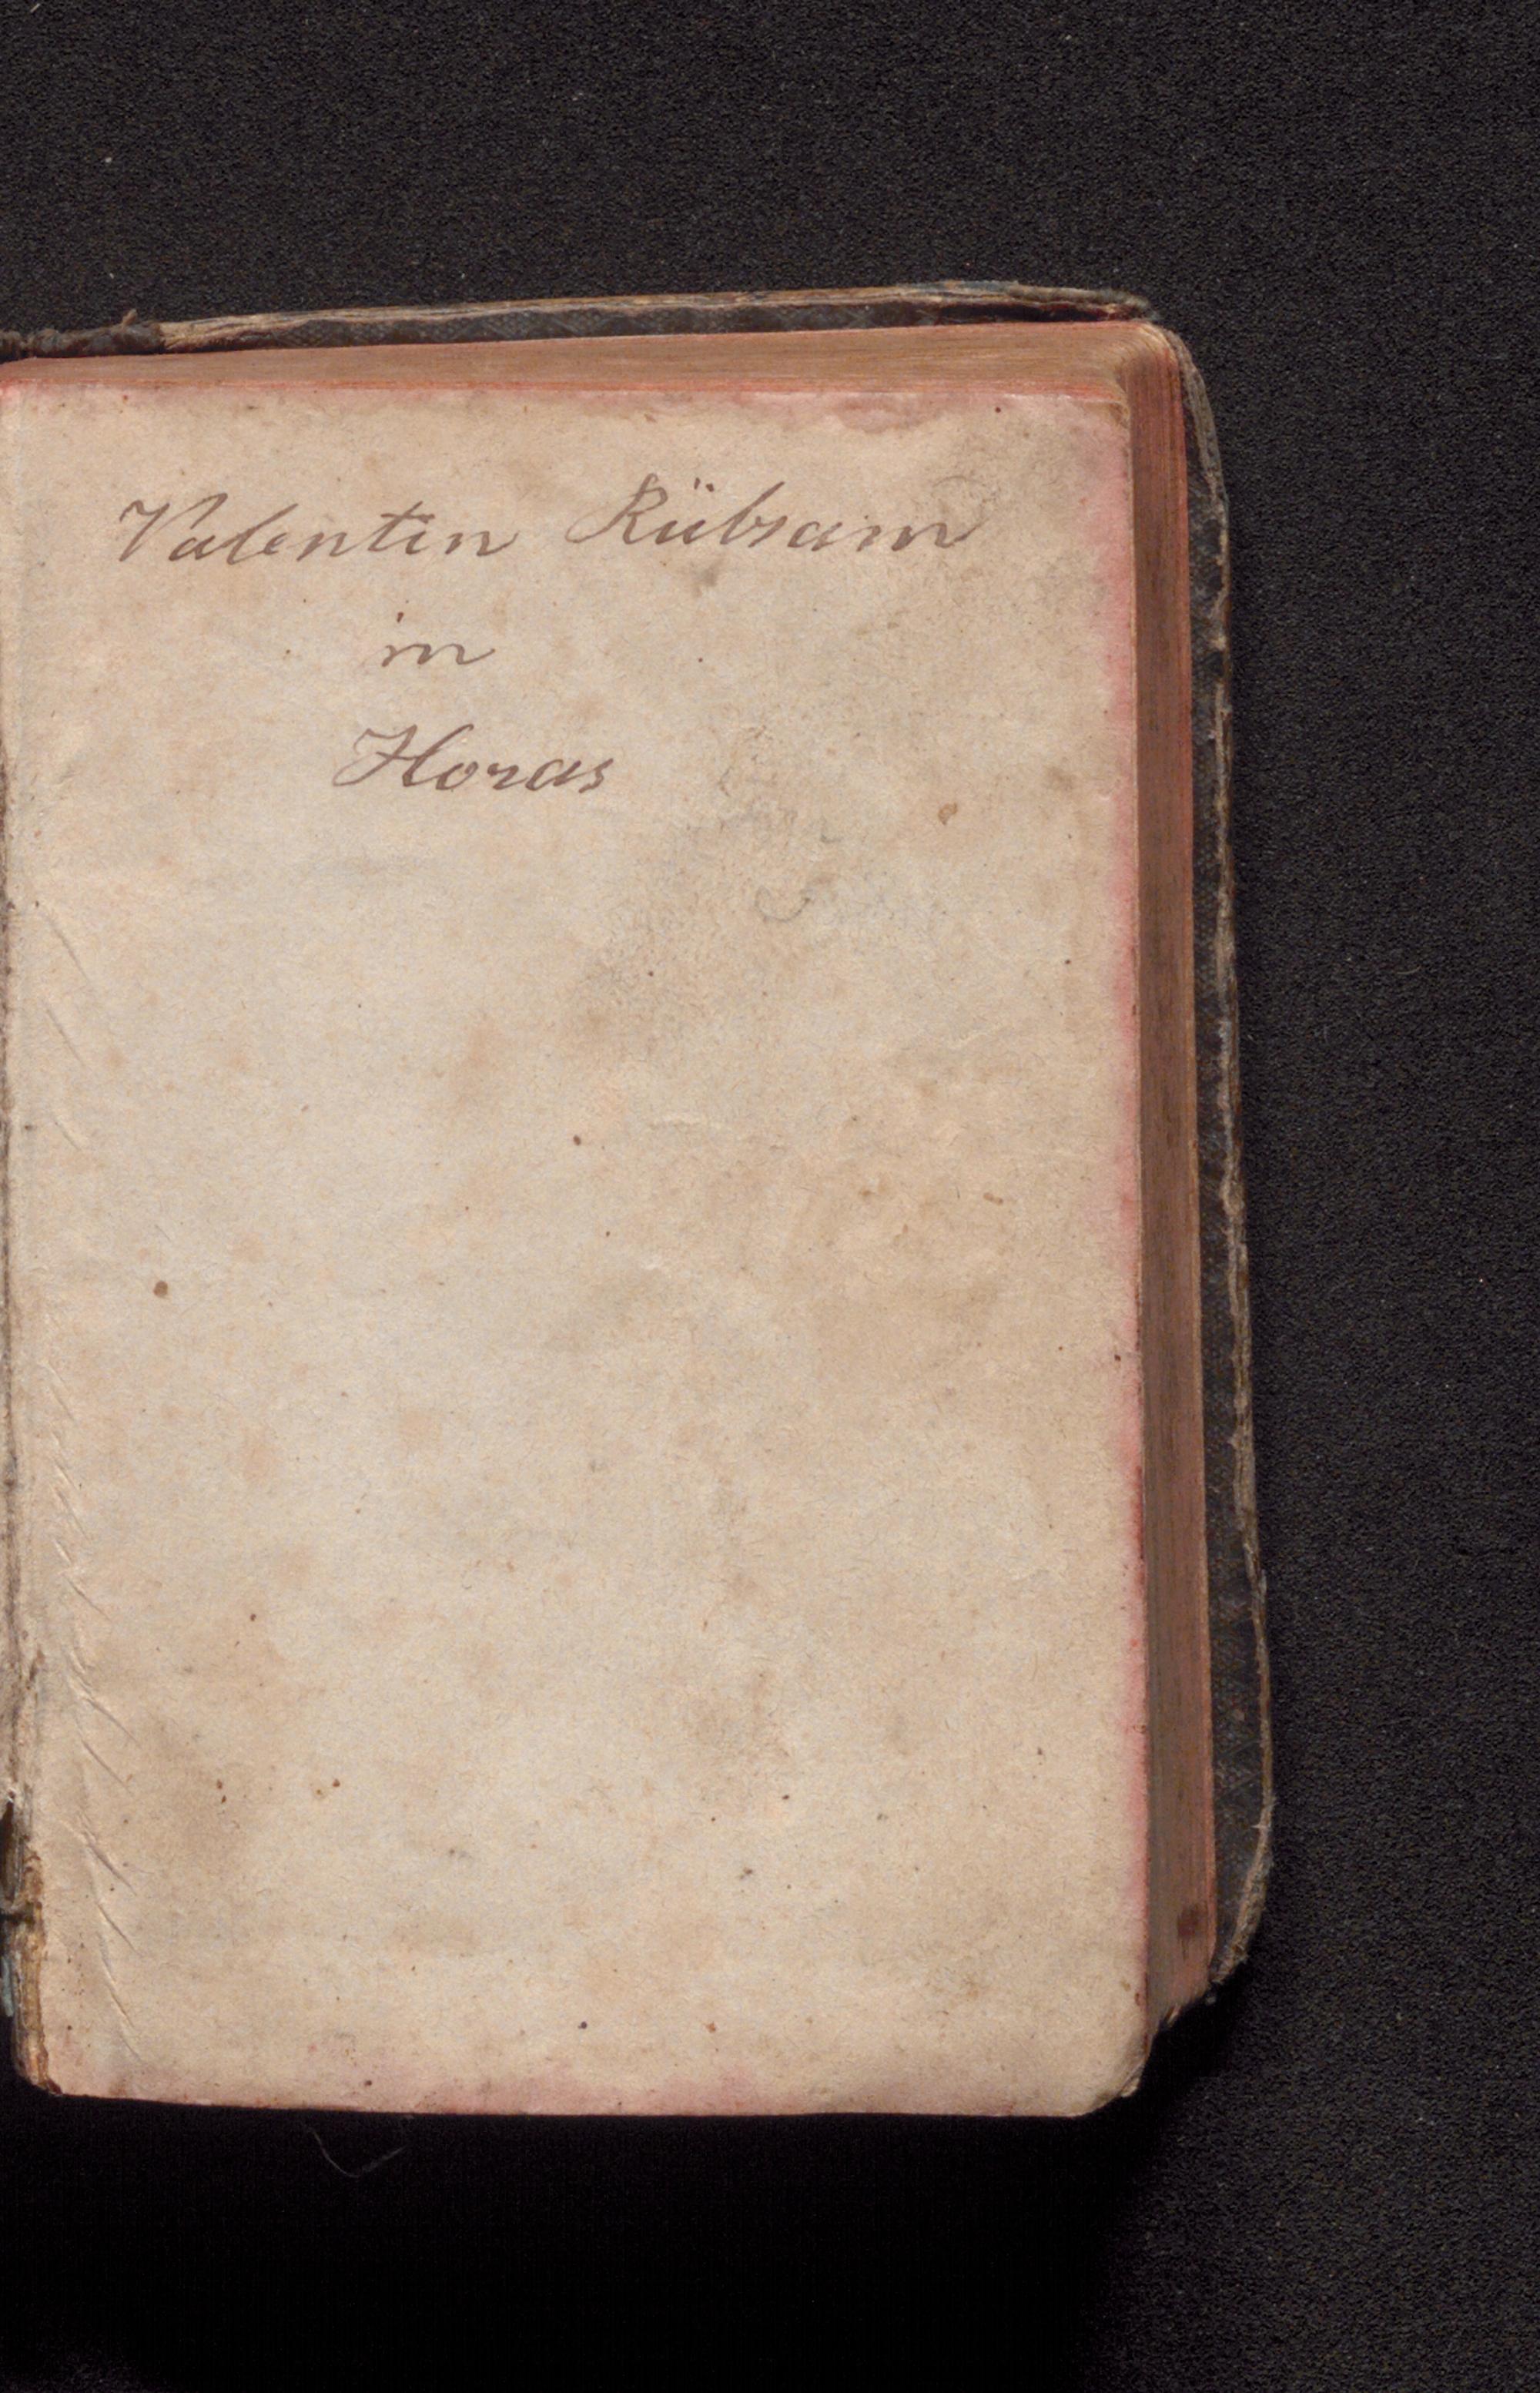 Valentin Rübsam
in
Horas